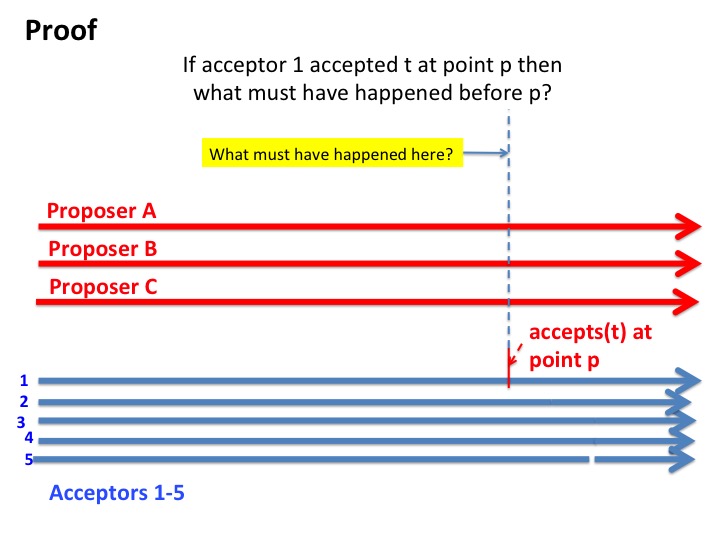 Proof
If acceptor 1 accepted t at point p then
what must have happened before p?
What must have happened here?
Proposer A
Proposer B
Proposer C
accepts(t) at
point p
1
2
3
4
5
Acceptors 1-5